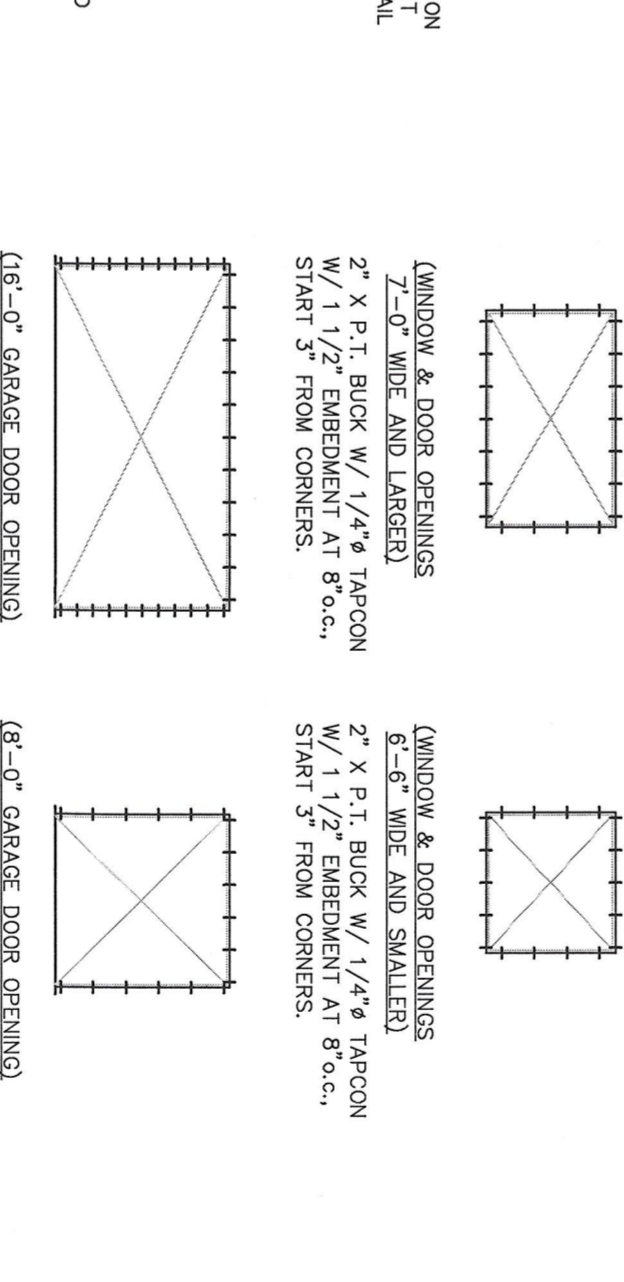 ON
T
AIL
(WINDOW & DOOR OPENINGS
7'-0" WIDE AND LARGER)
2" X P.T. BUCK W/ 1/4"ø TAPCON
W/ 1 1/2" EMBEDMENT AT 8"o.c.,
START 3" FROM CORNERS.
(WINDOW & DOOR OPENINGS
6'-6" WIDE AND SMALLER)
2" X P.T. BUCK W/ 1/4"ø TAPCON
W/ 1 1/2" EMBEDMENT AT 8"o.c.,
START 3" FROM CORNERS.
(16'-0" GARAGE DOOR OPENING)
(8'-0" GARAGE DOOR OPENING)